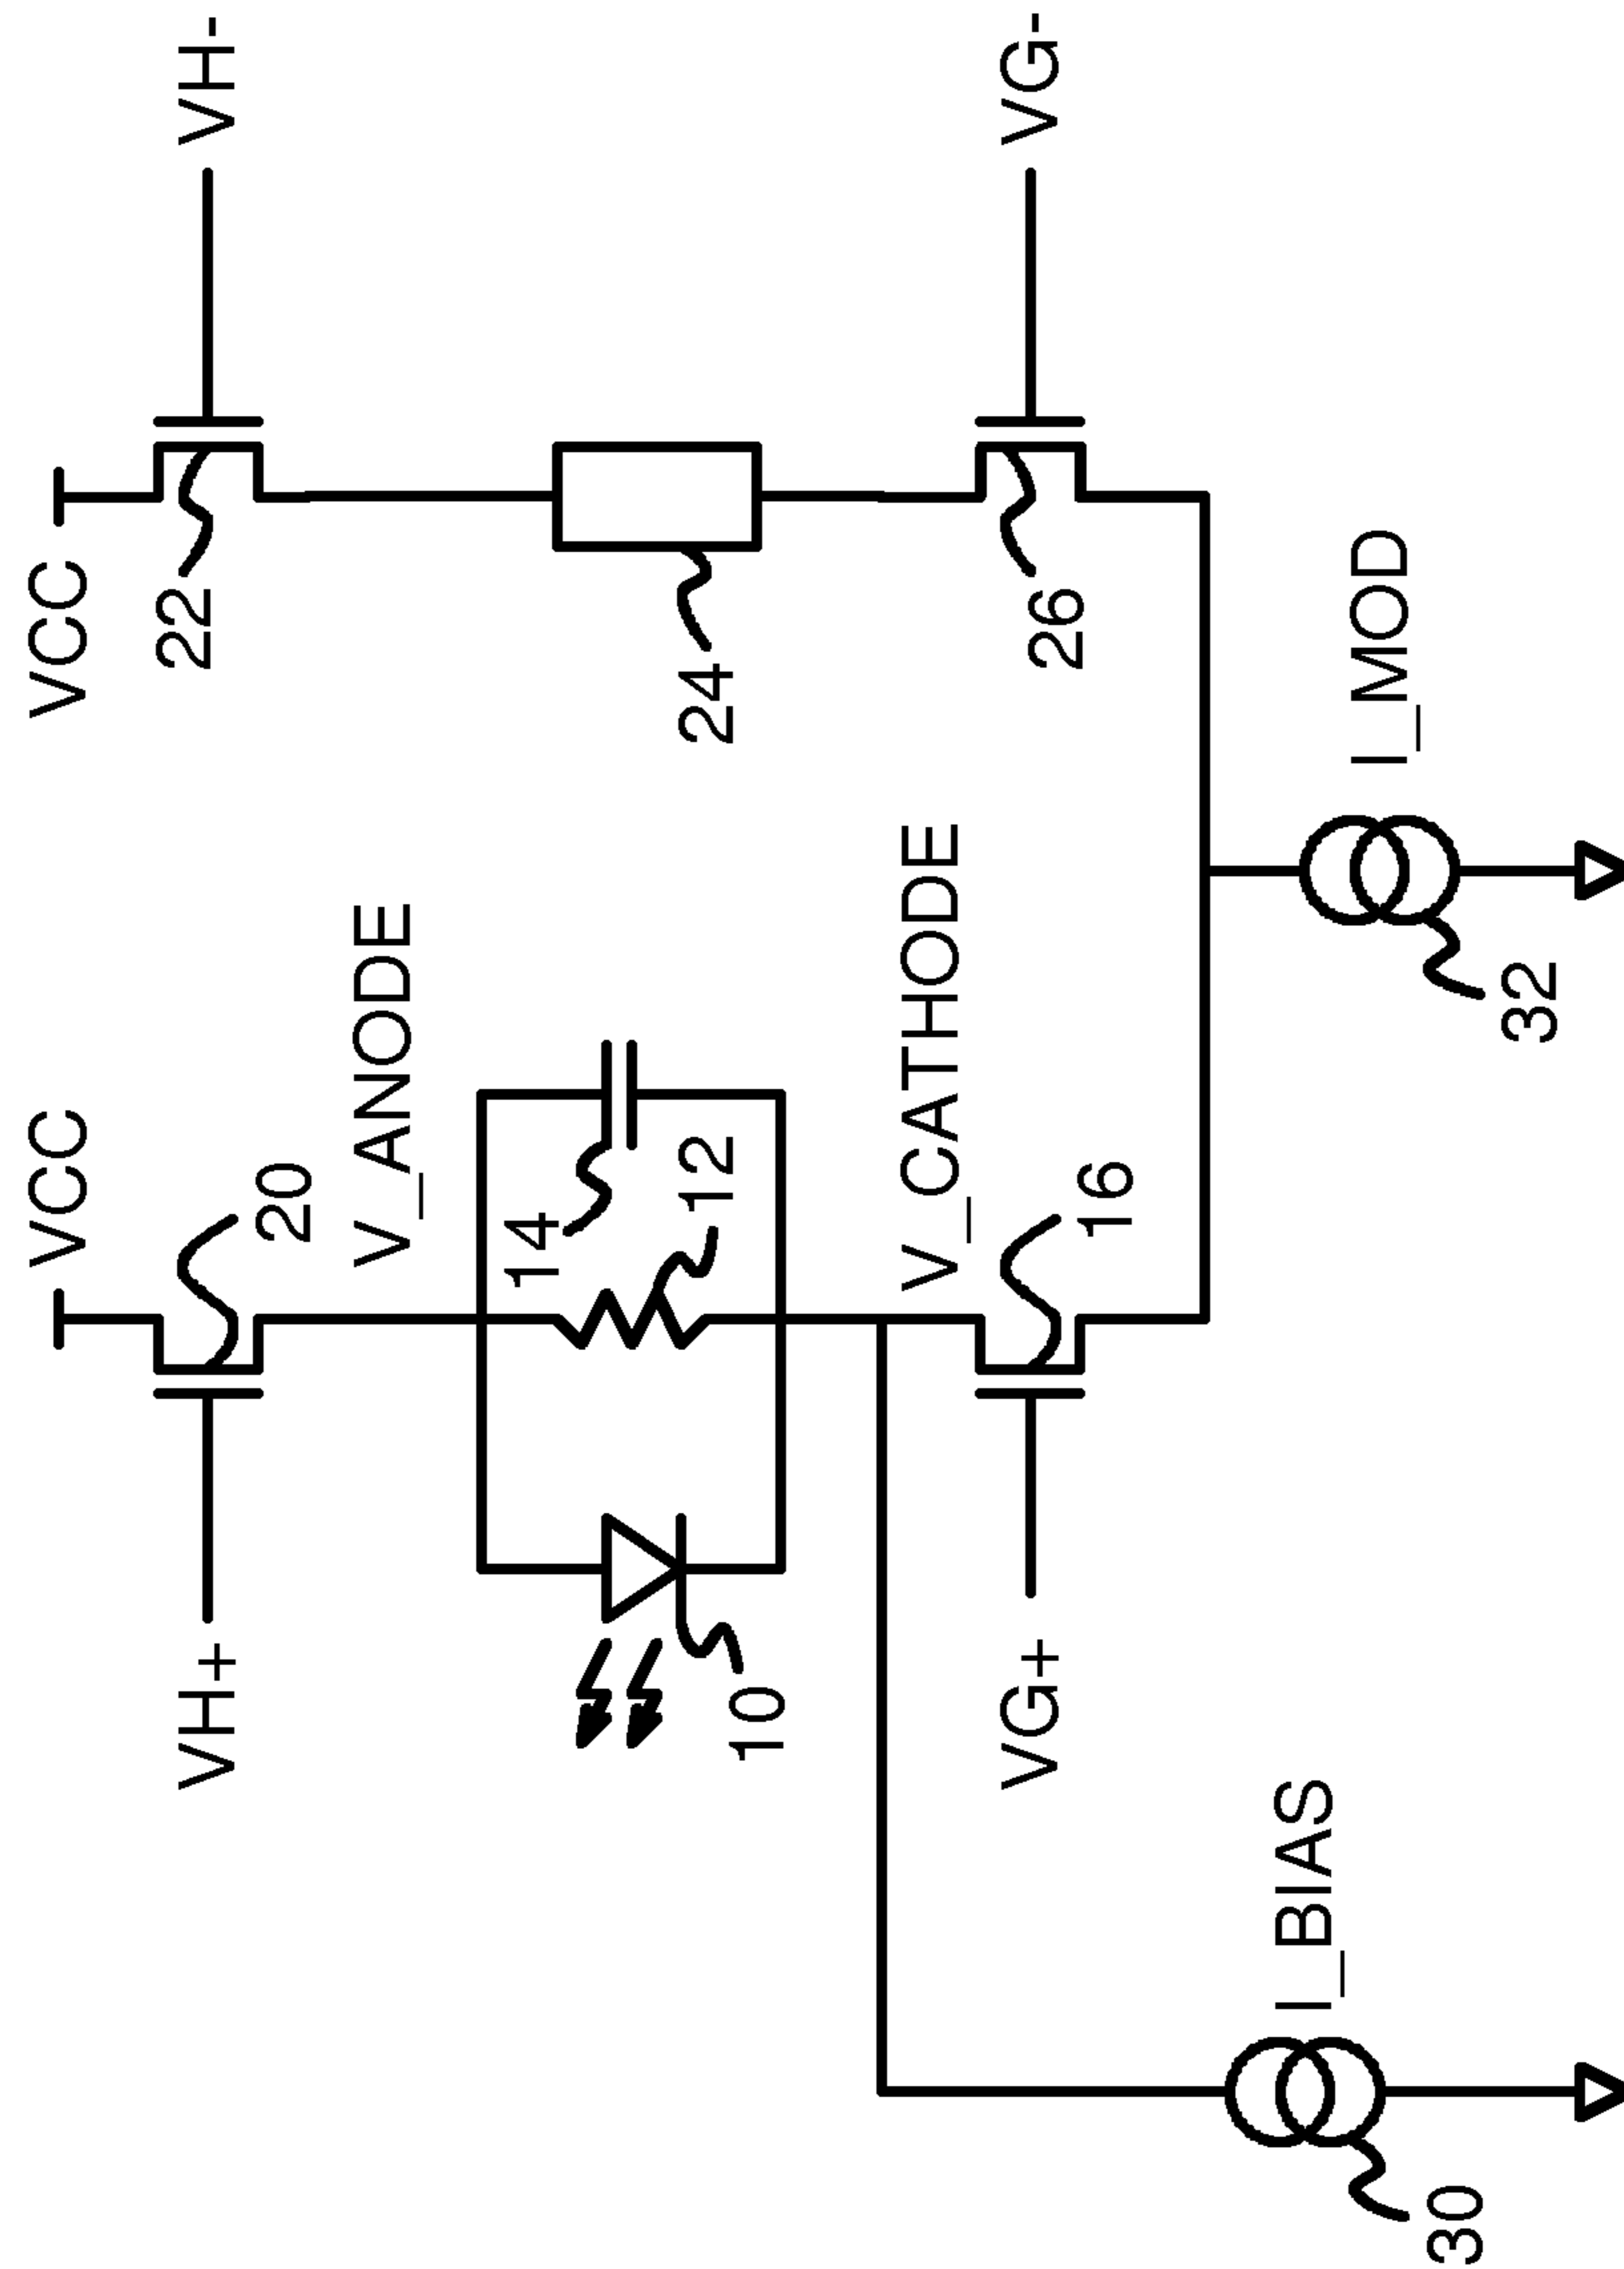 VCC
VCC
VH+
20
22
VH-
V_ANODE
14
12
24
10
V_CATHODE
VG+
16
26
VG-
I_BIAS
I_MOD
30
32